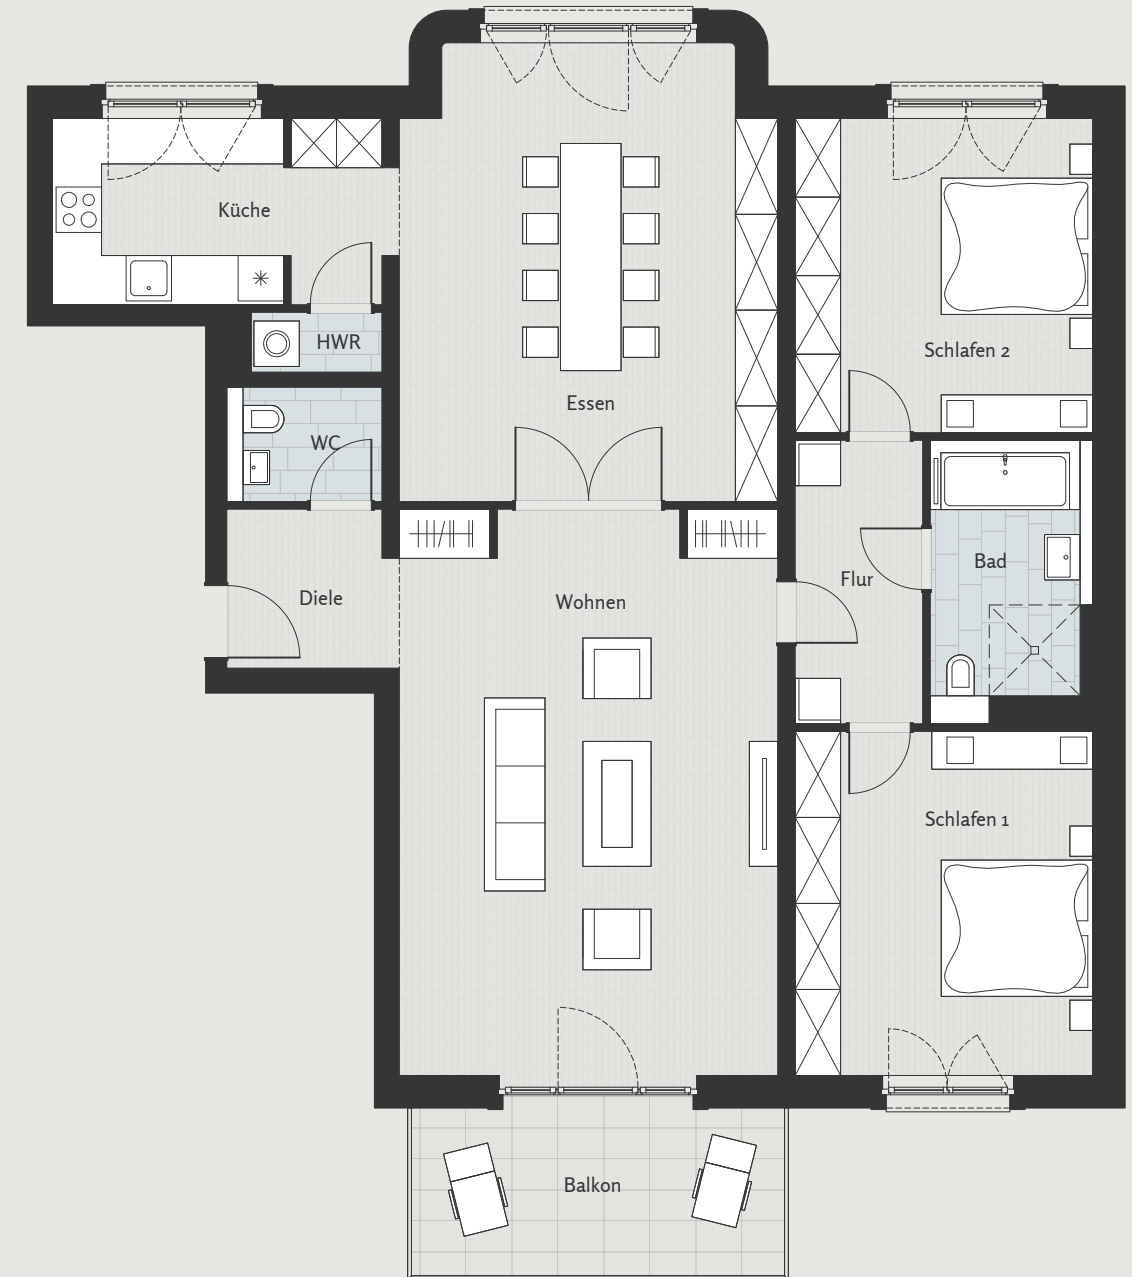 Küche
HWR
Schlafen 2
Essen
WC
Bad
Flur
Diele
Wohnen
Schlafen 1
Balkon